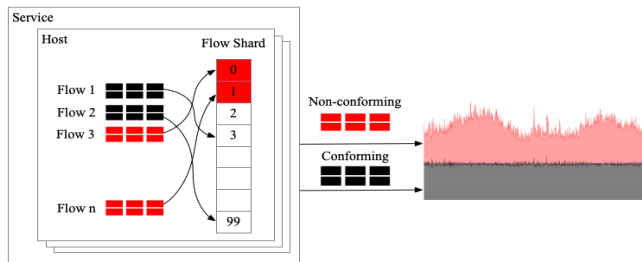 Service
Host
Flow Shard
Flow 1
Flow 2
Flow 3
Flow n
0
1
2
3
99
Non-conforming
Conforming